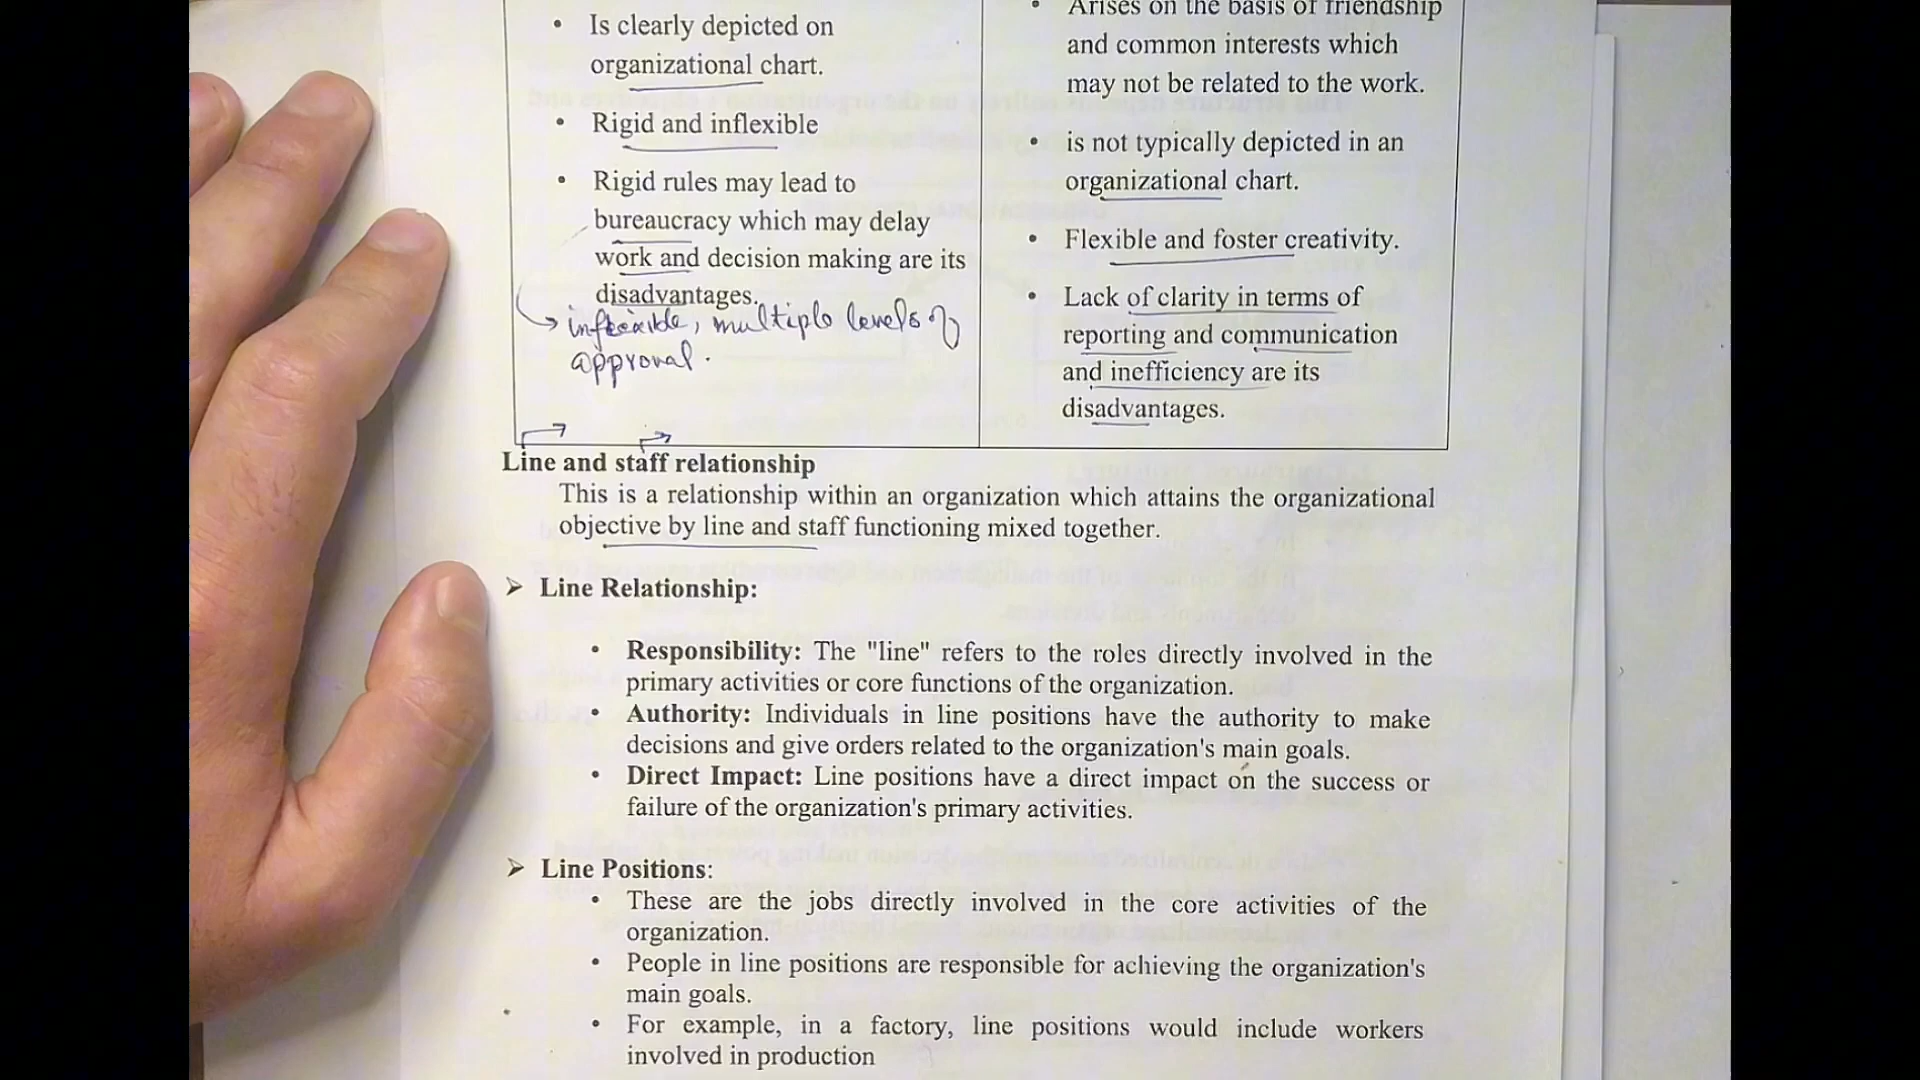 • Is clearly depicted on
organizational chart.
• Rigid and inflexible
• Rigid rules may lead to
bureaucracy which may delay
work and decision making are its
disadvantages.
→ inflexible, multiple levels of
approval.
• Arises on the basis of friendship
and common interests which
may not be related to the work.
• is not typically depicted in an
organizational chart.
• Flexible and foster creativity.
• Lack of clarity in terms of
reporting and communication
and inefficiency are its
disadvantages.
Line and staff relationship
This is a relationship within an organization which attains the organizational
objective by line and staff functioning mixed together.
➢ Line Relationship:
• Responsibility: The "line" refers to the roles directly involved in the
primary activities or core functions of the organization.
• Authority: Individuals in line positions have the authority to make
decisions and give orders related to the organization's main goals.
• Direct Impact: Line positions have a direct impact on the success or
failure of the organization's primary activities.
➢ Line Positions:
• These are the jobs directly involved in the core activities of the
organization.
• People in line positions are responsible for achieving the organization's
main goals.
• For example, in a factory, line positions would include workers
involved in production